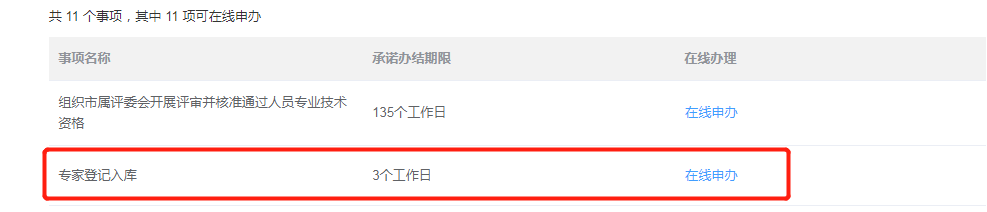 共 11 个事项，其中 11 项可在线申办
事项名称 承诺办结期限 在线办理
组织市属评委会开展评审并核准通过人员专业技术
资格 135个工作日 在线申办
专家登记入库 3个工作日 在线申办